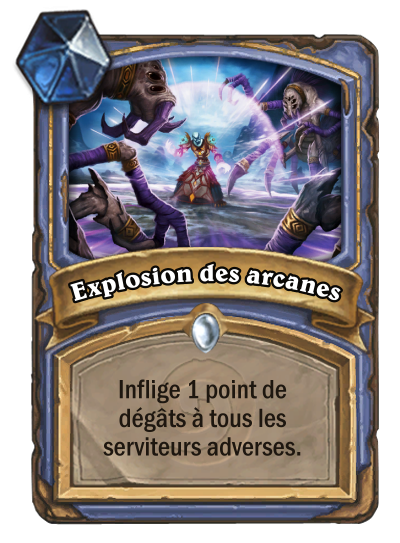 Explosion des arcanes
Inflige 1 point de
dégâts à tous les
serviteurs adverses.